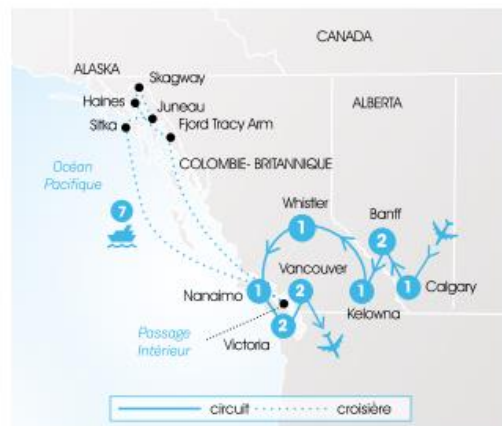 CANADA
ALASKA
Skagway
Haines
Juneau
ALBERTA
Sitka
Fjord Tracy Arm
Océan
Pacifique
COLOMBIE- BRITANNIQUE
7
Whistler
1
Banff
2
Vancouver
2
Nanaimo
1
1
Kelowna
1
Calgary
Passage
Intérieur
2
Victoria
circuit
croisière